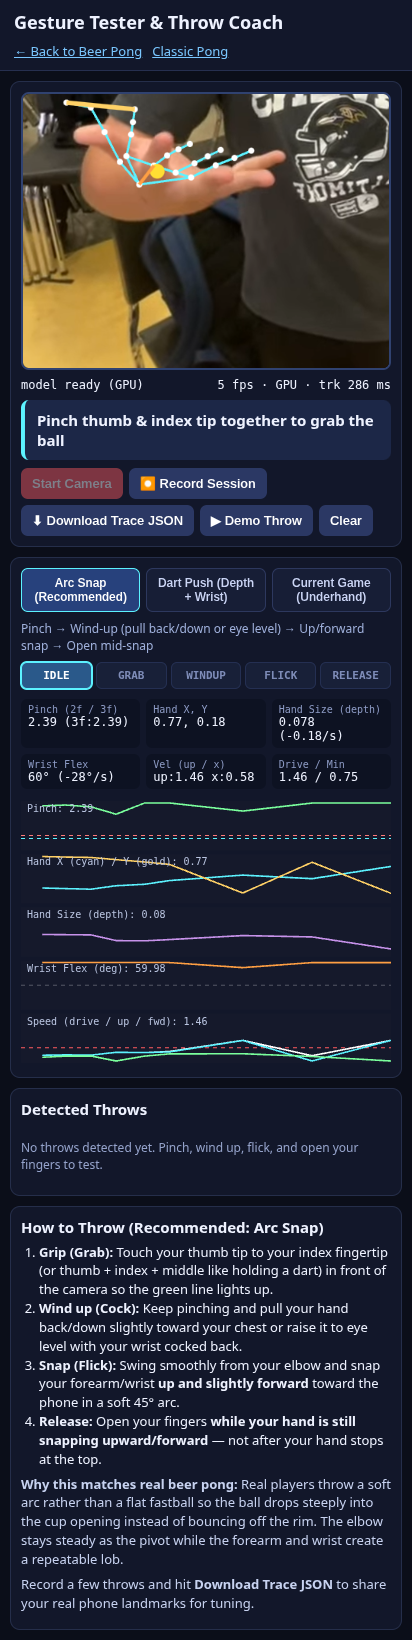 Gesture Tester & Throw Coach
← Back to Beer Pong Classic Pong
model ready (GPU) 5 fps · GPU · trk 286 ms
Pinch thumb & index tip together to grab the
ball
Start Camera ⏺️ Record Session
⬇ Download Trace JSON ▶ Demo Throw Clear
Arc Snap
(Recommended)
Dart Push (Depth
+ Wrist)
Current Game
(Underhand)
Pinch → Wind-up (pull back/down or eye level) → Up/forward
snap → Open mid-snap
IDLE GRAB WINDUP FLICK RELEASE
Pinch (2f / 3f)
2.39 (3f:2.39)
Hand X, Y
0.77, 0.18
Hand Size (depth)
0.078
(-0.18/s)
Wrist Flex
60° (-28°/s)
Vel (up / x)
up:1.46 x:0.58
Drive / Min
1.46 / 0.75
Pinch: 2.39
Hand X (cyan) / Y (gold): 0.77
Hand Size (depth): 0.08
Wrist Flex (deg): 59.98
Speed (drive / up / fwd): 1.46
Detected Throws
No throws detected yet. Pinch, wind up, flick, and open your
fingers to test.
How to Throw (Recommended: Arc Snap)
1. Grip (Grab): Touch your thumb tip to your index fingertip
(or thumb + index + middle like holding a dart) in front of
the camera so the green line lights up.
2. Wind up (Cock): Keep pinching and pull your hand
back/down slightly toward your chest or raise it to eye
level with your wrist cocked back.
3. Snap (Flick): Swing smoothly from your elbow and snap
your forearm/wrist up and slightly forward toward the
phone in a soft 45° arc.
4. Release: Open your fingers while your hand is still
snapping upward/forward — not after your hand stops
at the top.
Why this matches real beer pong: Real players throw a soft
arc rather than a flat fastball so the ball drops steeply into
the cup opening instead of bouncing off the rim. The elbow
stays steady as the pivot while the forearm and wrist create
a repeatable lob.
Record a few throws and hit Download Trace JSON to share
your real phone landmarks for tuning.